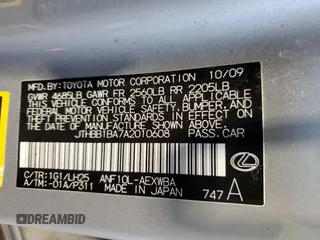 MFD.BY:TOYOTA MOTOR CORPORATION 10/09
GVWR 4685LB GAWR FR 2560LB RR 2205LB
THIS VEHICLE CONFORMS TO ALL APPLICABLE
FEDERAL MOTOR VEHICLE SAFETY, BUMPER, AND
THEFT PREVENTION STANDARDS IN EFFECT ON
THE DATE OF MANUFACTURE SHOWN ABOVE.
JTHBB1BA7A2010608 PASS.CAR
C/TR:1G1/LH25 ANF10L-AEXWBA
A/TM:-01A/P311 MADE IN JAPAN
747 A